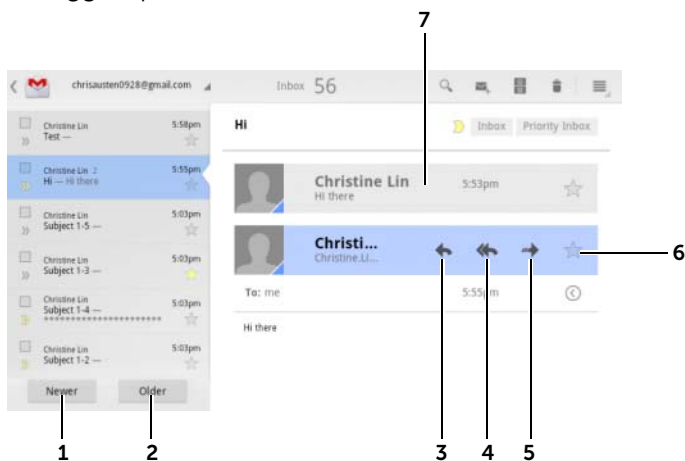 7
chrisausten0928@gmail.com
Inbox 56
Christine Lin 5:58pm
Test —
Christine Lin 2 5:55pm
Hi — Hi there
Christine Lin 5:03pm
Subject 1-5 —
Christine Lin 5:03pm
Subject 1-3 —
Christine Lin 5:03pm
Subject 1-4 —
Christine Lin 5:03pm
Subject 1-2 —
Newer Older
Hi Inbox Priority Inbox
Christine Lin 5:53pm
Hi there
Christi...
Christine.Li...
6
To: me 5:55pm
Hi there
1 2 3 4 5